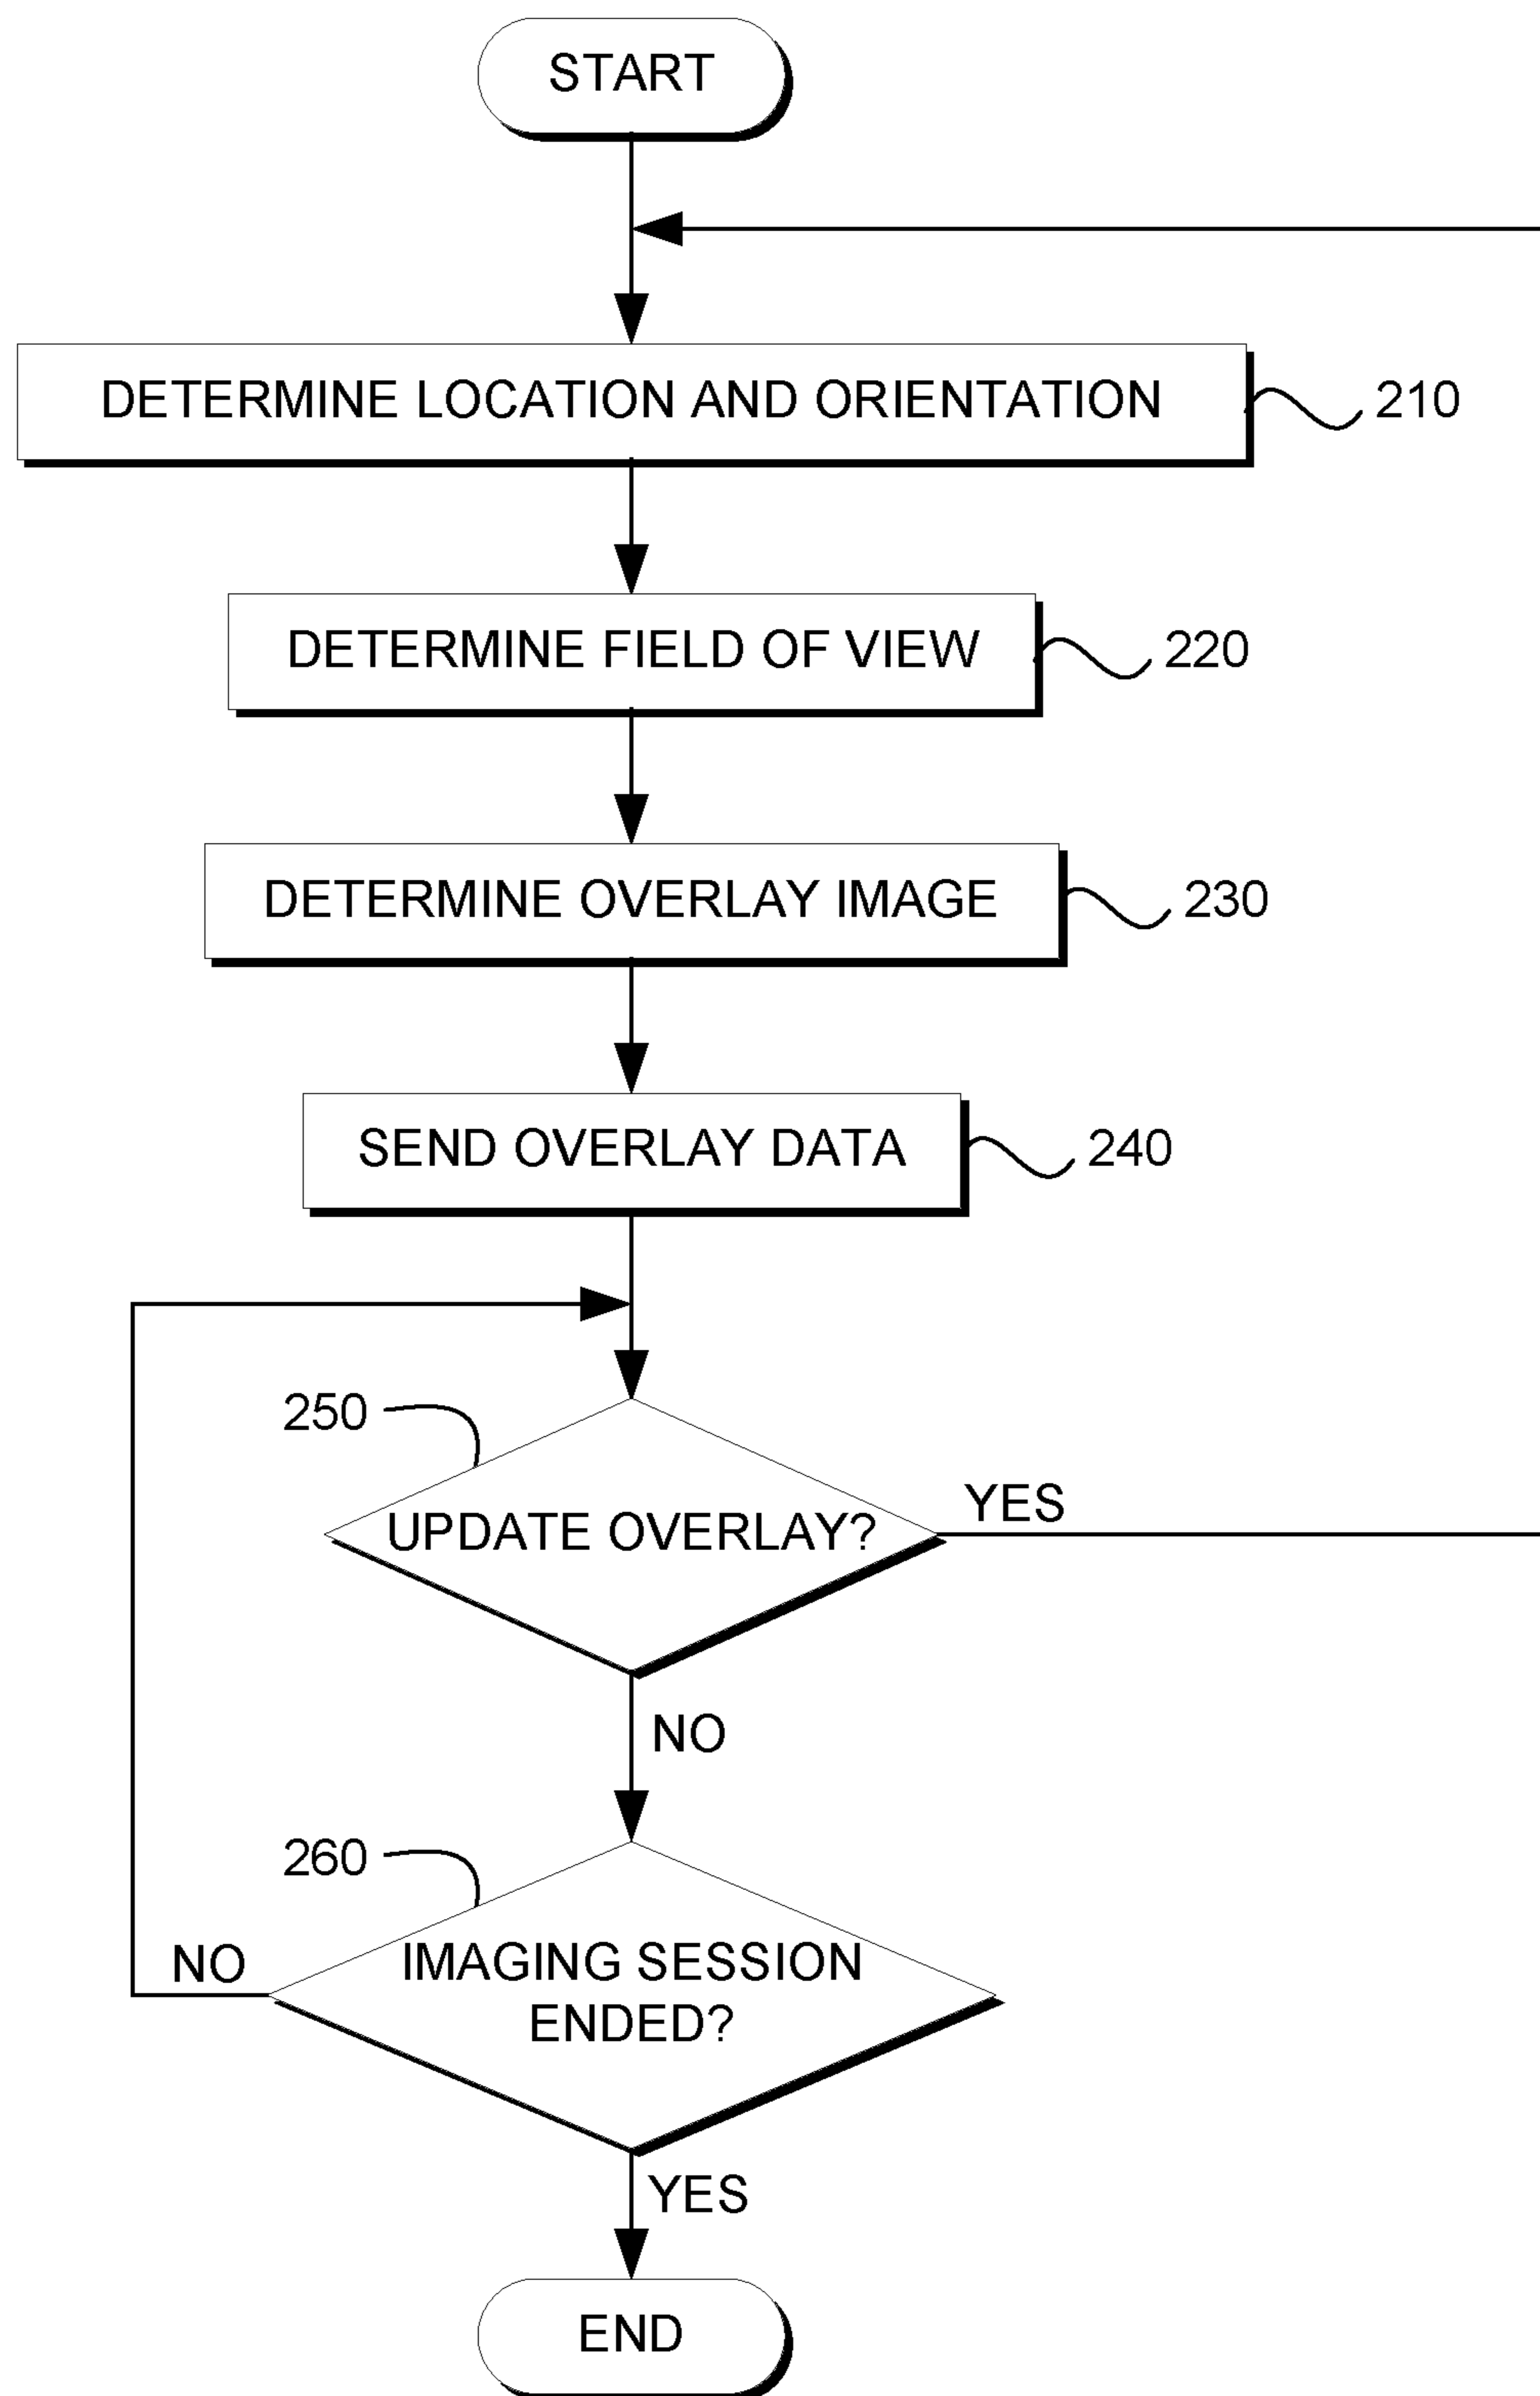 START
DETERMINE LOCATION AND ORIENTATION
210
DETERMINE FIELD OF VIEW
220
DETERMINE OVERLAY IMAGE
230
SEND OVERLAY DATA
240
250
UPDATE OVERLAY?
YES
NO
260
NO
IMAGING SESSION
ENDED?
YES
END